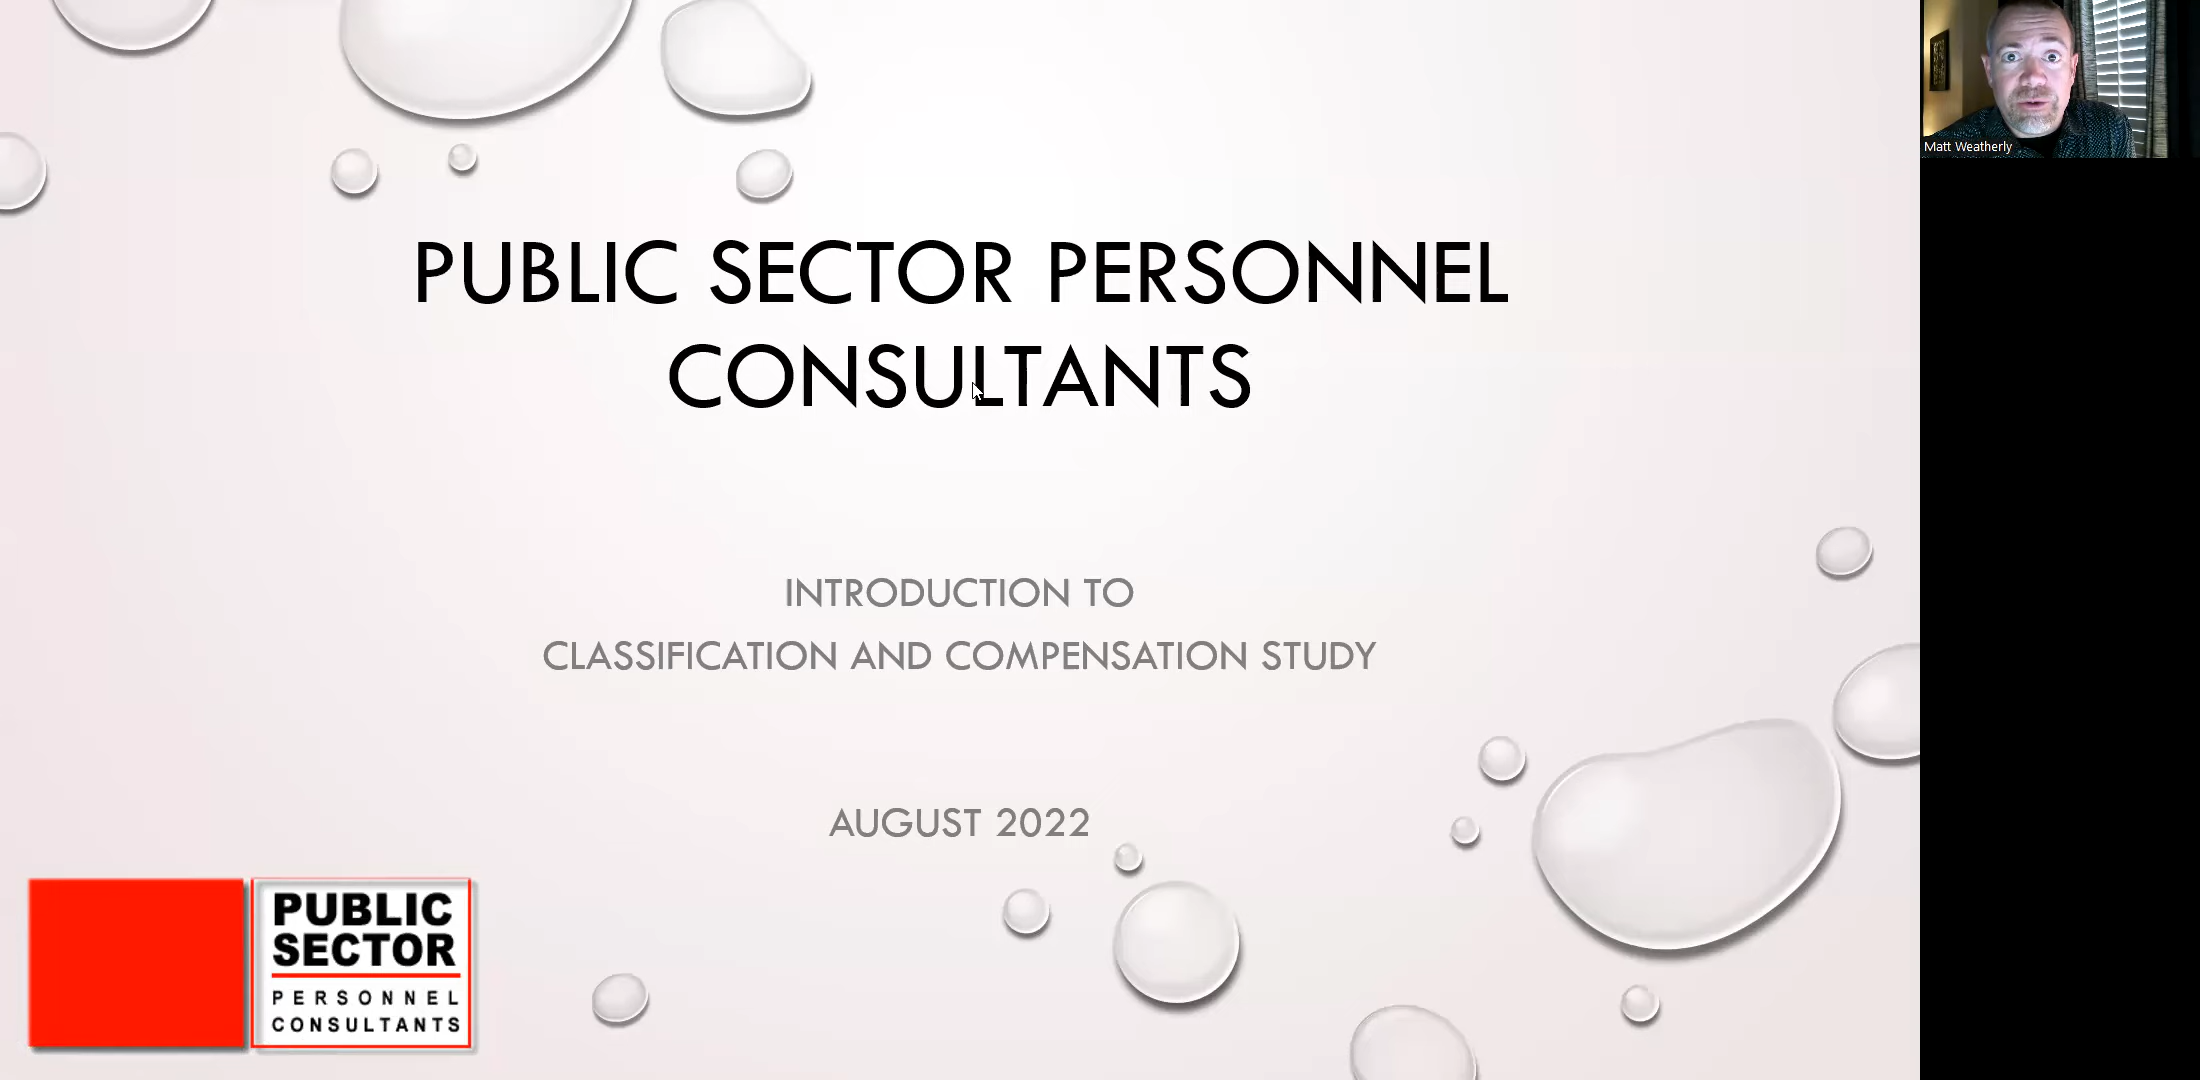 PUBLIC SECTOR PERSONNEL
CONSULTANTS
INTRODUCTION TO
CLASSIFICATION AND COMPENSATION STUDY
AUGUST 2022
PUBLIC
SECTOR
PERSONNEL
CONSULTANTS
Matt Weatherly